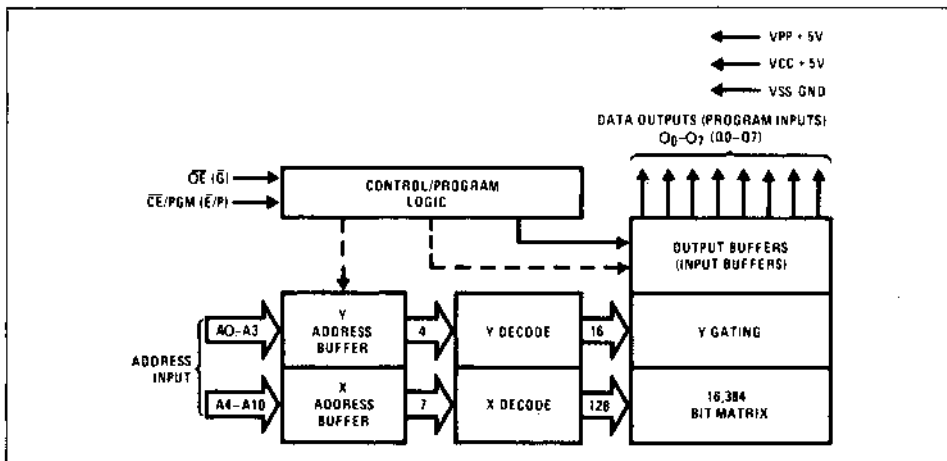 VPP + 5V
VCC + 5V
VSS GND
DATA OUTPUTS (PROGRAM INPUTS)
O0–O7 (Q0–Q7)
OE (G)
CE/PGM (E/P)
CONTROL/PROGRAM
LOGIC
OUTPUT BUFFERS
(INPUT BUFFERS)
ADDRESS
INPUT
A0–A3
Y
ADDRESS
BUFFER
4
Y DECODE
16
Y GATING
A4–A10
X
ADDRESS
BUFFER
7
X DECODE
128
16,384
BIT MATRIX